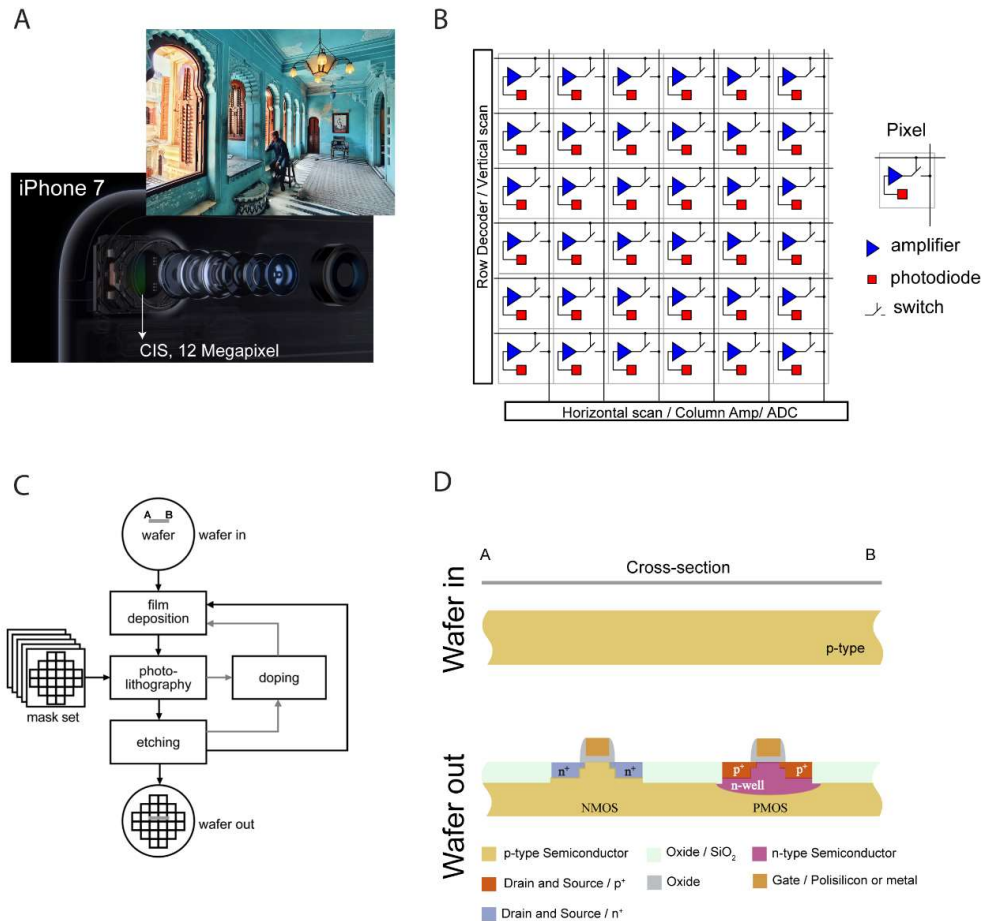 A
iPhone 7
CIS, 12 Megapixel
B
Row Decoder / Vertical scan
Horizontal scan / Column Amp/ ADC
Pixel
amplifier
photodiode
switch
C
A B
wafer
wafer in
film
deposition
photo-
lithography
doping
mask set
etching
wafer out
D
Wafer in
A
B
Cross-section
p-type
Wafer out
n⁺
n⁺
p⁺
p⁺
n-well
NMOS
PMOS
p-type Semiconductor
Oxide / SiO₂
n-type Semiconductor
Drain and Source / p⁺
Oxide
Gate / Polisilicon or metal
Drain and Source / n⁺